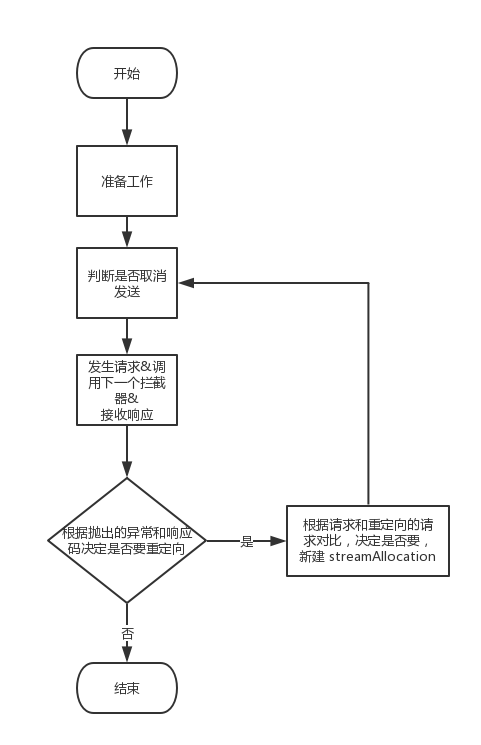 开始
准备工作
判断是否取消
发送
发生请求&调
用下一个拦截
器&
接收响应
根据抛出的异常和响应
码决定是否要重定向
是
根据请求和重定向的请
求对比，决定是否要，
新建 streamAllocation
否
结束